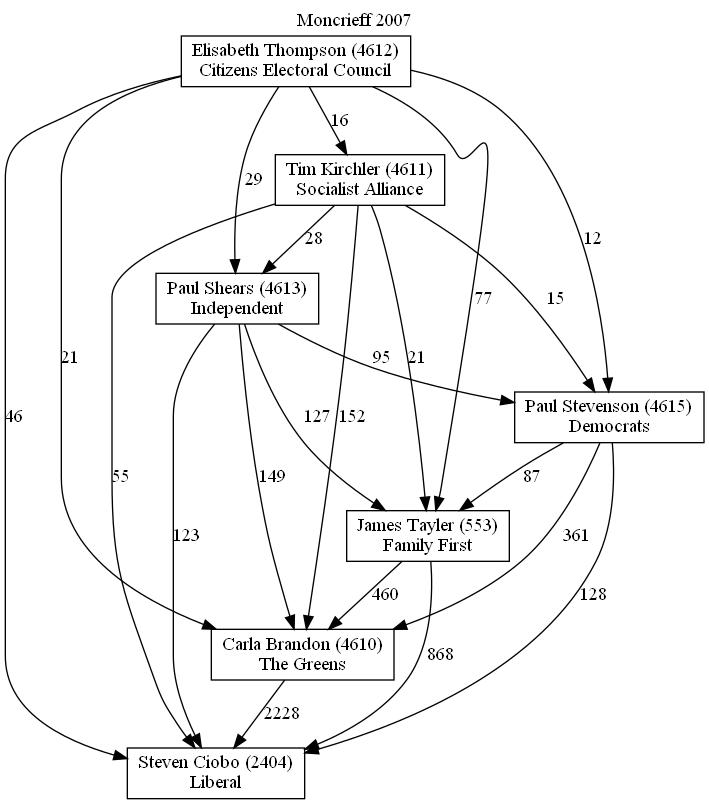 Moncrieff 2007
Elisabeth Thompson (4612)
Citizens Electoral Council
16
Tim Kirchler (4611)
Socialist Alliance
29
28
12
Paul Shears (4613)
Independent
77
15
21
95
21
46
127
152
Paul Stevenson (4615)
Democrats
55
149
87
123
James Tayler (553)
Family First
361
460
128
Carla Brandon (4610)
The Greens
868
2228
Steven Ciobo (2404)
Liberal